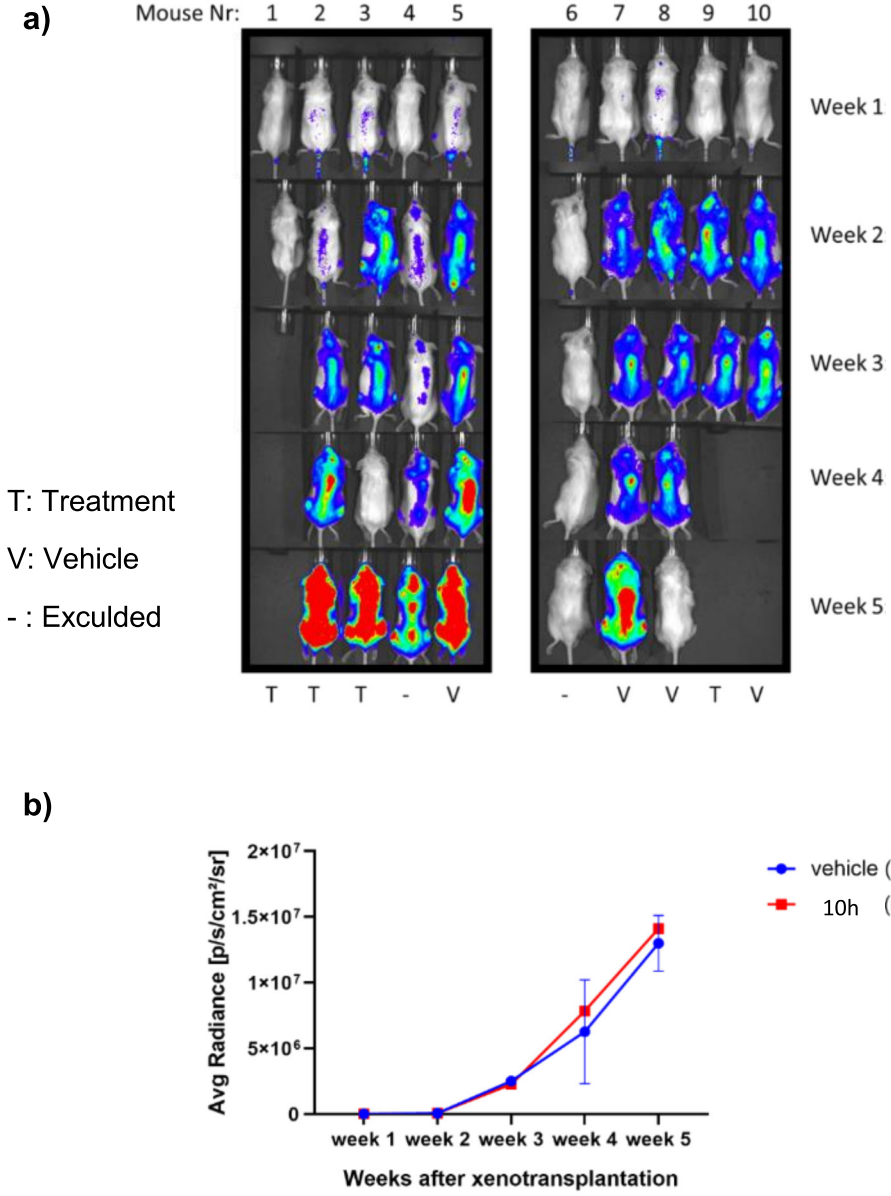 a)
Mouse Nr: 1 2 3 4 5 6 7 8 9 10
Week 1
Week 2
Week 3
Week 4
T: Treatment
V: Vehicle
- : Exculded
Week 5
T T T - V - V V T V
b)
2×10⁷
1.5×10⁷
1×10⁷
5×10⁶
0
Avg Radiance [p/s/cm²/sr]
vehicle (
10h (
week 1 week 2 week 3 week 4 week 5
Weeks after xenotransplantation